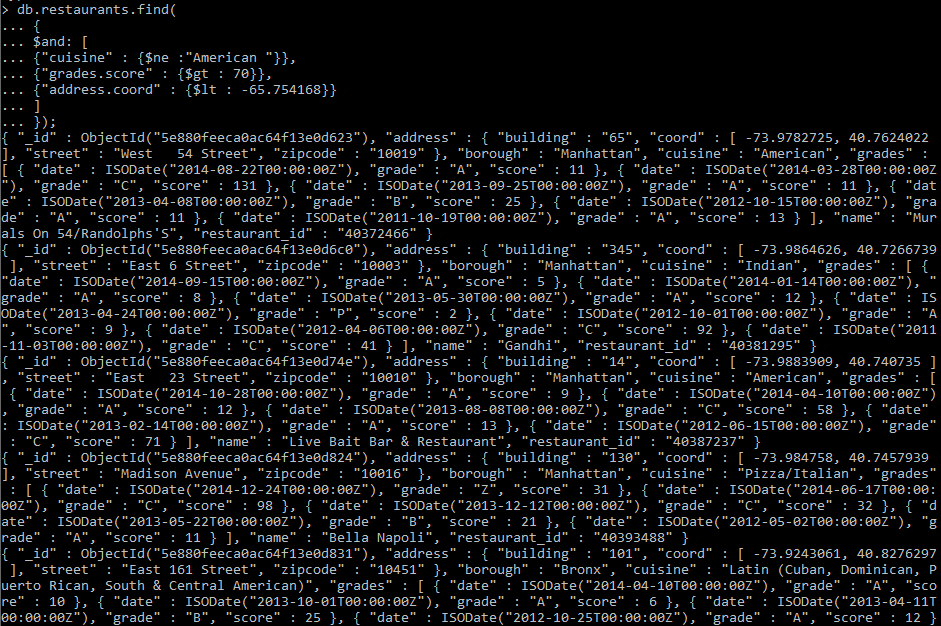 > db.restaurants.find(
... {
... $and: [
... {"cuisine" : {$ne :"American "}},
... {"grades.score" : {$gt : 70}},
... {"address.coord" : {$lt : -65.754168}}
... ]
... });
{ "_id" : ObjectId("5e880feeca0ac64f13e0d623"), "address" : { "building" : "65", "coord" : [ -73.9782725, 40.7624022
], "street" : "West   54 Street", "zipcode" : "10019" }, "borough" : "Manhattan", "cuisine" : "American", "grades" :
[ { "date" : ISODate("2014-08-22T00:00:00Z"), "grade" : "A", "score" : 11 }, { "date" : ISODate("2014-03-28T00:00:00Z
"), "grade" : "C", "score" : 131 }, { "date" : ISODate("2013-09-25T00:00:00Z"), "grade" : "A", "score" : 11 }, { "dat
e" : ISODate("2013-04-08T00:00:00Z"), "grade" : "B", "score" : 25 }, { "date" : ISODate("2012-10-15T00:00:00Z"), "gra
de" : "A", "score" : 11 }, { "date" : ISODate("2011-10-19T00:00:00Z"), "grade" : "A", "score" : 13 } ], "name" : "Mur
als On 54/Randolphs'S", "restaurant_id" : "40372466" }
{ "_id" : ObjectId("5e880feeca0ac64f13e0d6c0"), "address" : { "building" : "345", "coord" : [ -73.9864626, 40.7266739
 ], "street" : "East 6 Street", "zipcode" : "10003" }, "borough" : "Manhattan", "cuisine" : "Indian", "grades" : [ {
"date" : ISODate("2014-09-15T00:00:00Z"), "grade" : "A", "score" : 5 }, { "date" : ISODate("2014-01-14T00:00:00Z"), "
grade" : "A", "score" : 8 }, { "date" : ISODate("2013-05-30T00:00:00Z"), "grade" : "A", "score" : 12 }, { "date" : IS
ODate("2013-04-24T00:00:00Z"), "grade" : "P", "score" : 2 }, { "date" : ISODate("2012-10-01T00:00:00Z"), "grade" : "A
", "score" : 9 }, { "date" : ISODate("2012-04-06T00:00:00Z"), "grade" : "C", "score" : 92 }, { "date" : ISODate("2011
-11-03T00:00:00Z"), "grade" : "C", "score" : 41 } ], "name" : "Gandhi", "restaurant_id" : "40381295" }
{ "_id" : ObjectId("5e880feeca0ac64f13e0d74e"), "address" : { "building" : "14", "coord" : [ -73.9883909, 40.740735 ]
, "street" : "East   23 Street", "zipcode" : "10010" }, "borough" : "Manhattan", "cuisine" : "American", "grades" : [
 { "date" : ISODate("2014-10-28T00:00:00Z"), "grade" : "A", "score" : 9 }, { "date" : ISODate("2014-04-10T00:00:00Z")
, "grade" : "A", "score" : 12 }, { "date" : ISODate("2013-08-08T00:00:00Z"), "grade" : "C", "score" : 58 }, { "date"
: ISODate("2013-02-14T00:00:00Z"), "grade" : "A", "score" : 13 }, { "date" : ISODate("2012-06-15T00:00:00Z"), "grade"
: "C", "score" : 71 } ], "name" : "Live Bait Bar & Restaurant", "restaurant_id" : "40387237" }
{ "_id" : ObjectId("5e880feeca0ac64f13e0d824"), "address" : { "building" : "130", "coord" : [ -73.984758, 40.7457939
], "street" : "Madison Avenue", "zipcode" : "10016" }, "borough" : "Manhattan", "cuisine" : "Pizza/Italian", "grades"
: [ { "date" : ISODate("2014-12-24T00:00:00Z"), "grade" : "Z", "score" : 31 }, { "date" : ISODate("2014-06-17T00:00:
00Z"), "grade" : "C", "score" : 98 }, { "date" : ISODate("2013-12-12T00:00:00Z"), "grade" : "C", "score" : 32 }, { "d
ate" : ISODate("2013-05-22T00:00:00Z"), "grade" : "B", "score" : 21 }, { "date" : ISODate("2012-05-02T00:00:00Z"), "g
rade" : "A", "score" : 11 } ], "name" : "Bella Napoli", "restaurant_id" : "40393488" }
{ "_id" : ObjectId("5e880feeca0ac64f13e0d831"), "address" : { "building" : "101", "coord" : [ -73.9243061, 40.8276297
 ], "street" : "East 161 Street", "zipcode" : "10451" }, "borough" : "Bronx", "cuisine" : "Latin (Cuban, Dominican, P
uerto Rican, South & Central American)", "grades" : [ { "date" : ISODate("2014-04-10T00:00:00Z"), "grade" : "A", "sco
re" : 10 }, { "date" : ISODate("2013-10-01T00:00:00Z"), "grade" : "A", "score" : 6 }, { "date" : ISODate("2013-04-11T
00:00:00Z"), "grade" : "B", "score" : 25 }, { "date" : ISODate("2012-10-25T00:00:00Z"), "grade" : "A", "score" : 12 }